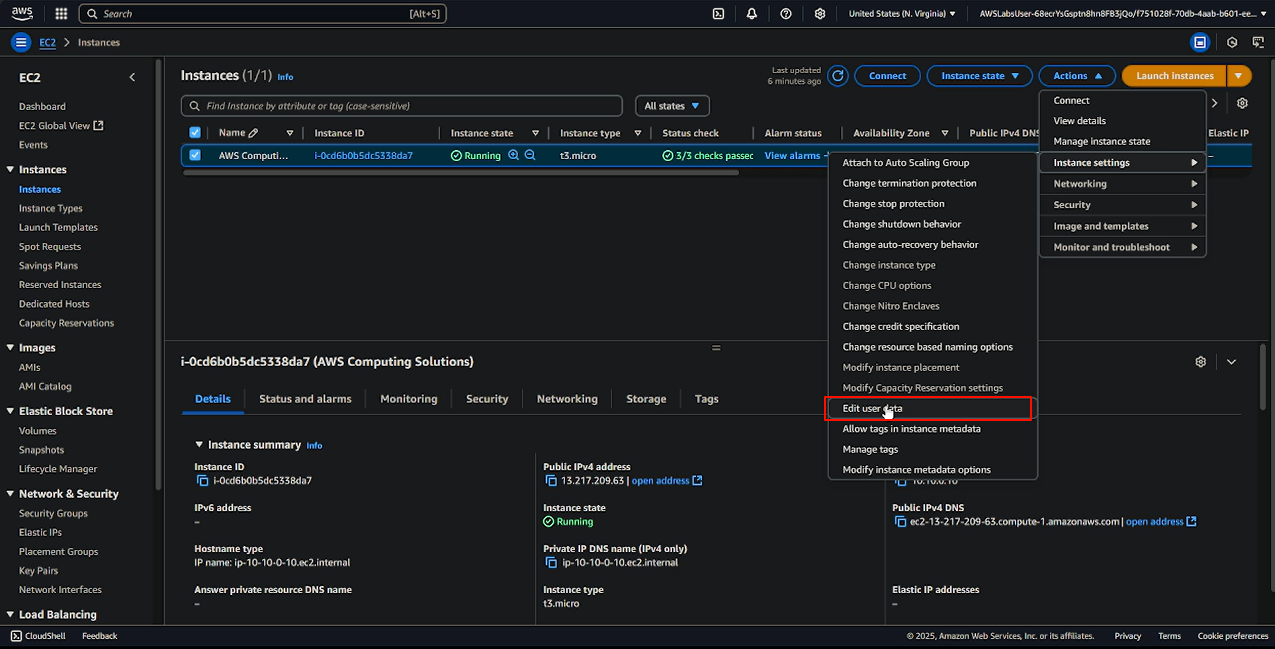 aws Search [Alt+S] United States (N. Virginia) AWSLabsUser-68ecrYsGsptn8hn8FB3jQo/f751028f-70db-4aab-b601-ee...
EC2 > Instances
EC2
Dashboard
EC2 Global View
Events
Instances
Instances
Instance Types
Launch Templates
Spot Requests
Savings Plans
Reserved Instances
Dedicated Hosts
Capacity Reservations
Images
AMIs
AMI Catalog
Elastic Block Store
Volumes
Snapshots
Lifecycle Manager
Network & Security
Security Groups
Elastic IPs
Placement Groups
Key Pairs
Network Interfaces
Load Balancing
Instances (1/1) Info
Last updated
6 minutes ago
Connect Instance state Actions Launch instances
Find Instance by attribute or tag (case-sensitive) All states
Name Instance ID Instance state Instance type Status check Alarm status Availability Zone Public IPv4 DNS Elastic IP
AWS Computi... i-0cd6b0b5dc5338da7 Running t3.micro 3/3 checks passed View alarms –
Connect
View details
Manage instance state
Instance settings
Networking
Security
Image and templates
Monitor and troubleshoot
Attach to Auto Scaling Group
Change termination protection
Change stop protection
Change shutdown behavior
Change auto-recovery behavior
Change instance type
Change CPU options
Change Nitro Enclaves
Change credit specification
Change resource based naming options
Modify instance placement
Modify Capacity Reservation settings
Edit user data
Allow tags in instance metadata
Manage tags
Modify instance metadata options
i-0cd6b0b5dc5338da7 (AWS Computing Solutions)
Details Status and alarms Monitoring Security Networking Storage Tags
Instance summary Info
Instance ID
i-0cd6b0b5dc5338da7
Public IPv4 address
13.217.209.63 | open address
10.10.0.10
IPv6 address
–
Instance state
Running
Public IPv4 DNS
ec2-13-217-209-63.compute-1.amazonaws.com | open address
Hostname type
IP name: ip-10-10-0-10.ec2.internal
Private IP DNS name (IPv4 only)
ip-10-10-0-10.ec2.internal
Answer private resource DNS name
–
Instance type
t3.micro
Elastic IP addresses
–
CloudShell Feedback © 2025, Amazon Web Services, Inc. or its affiliates. Privacy Terms Cookie preferences